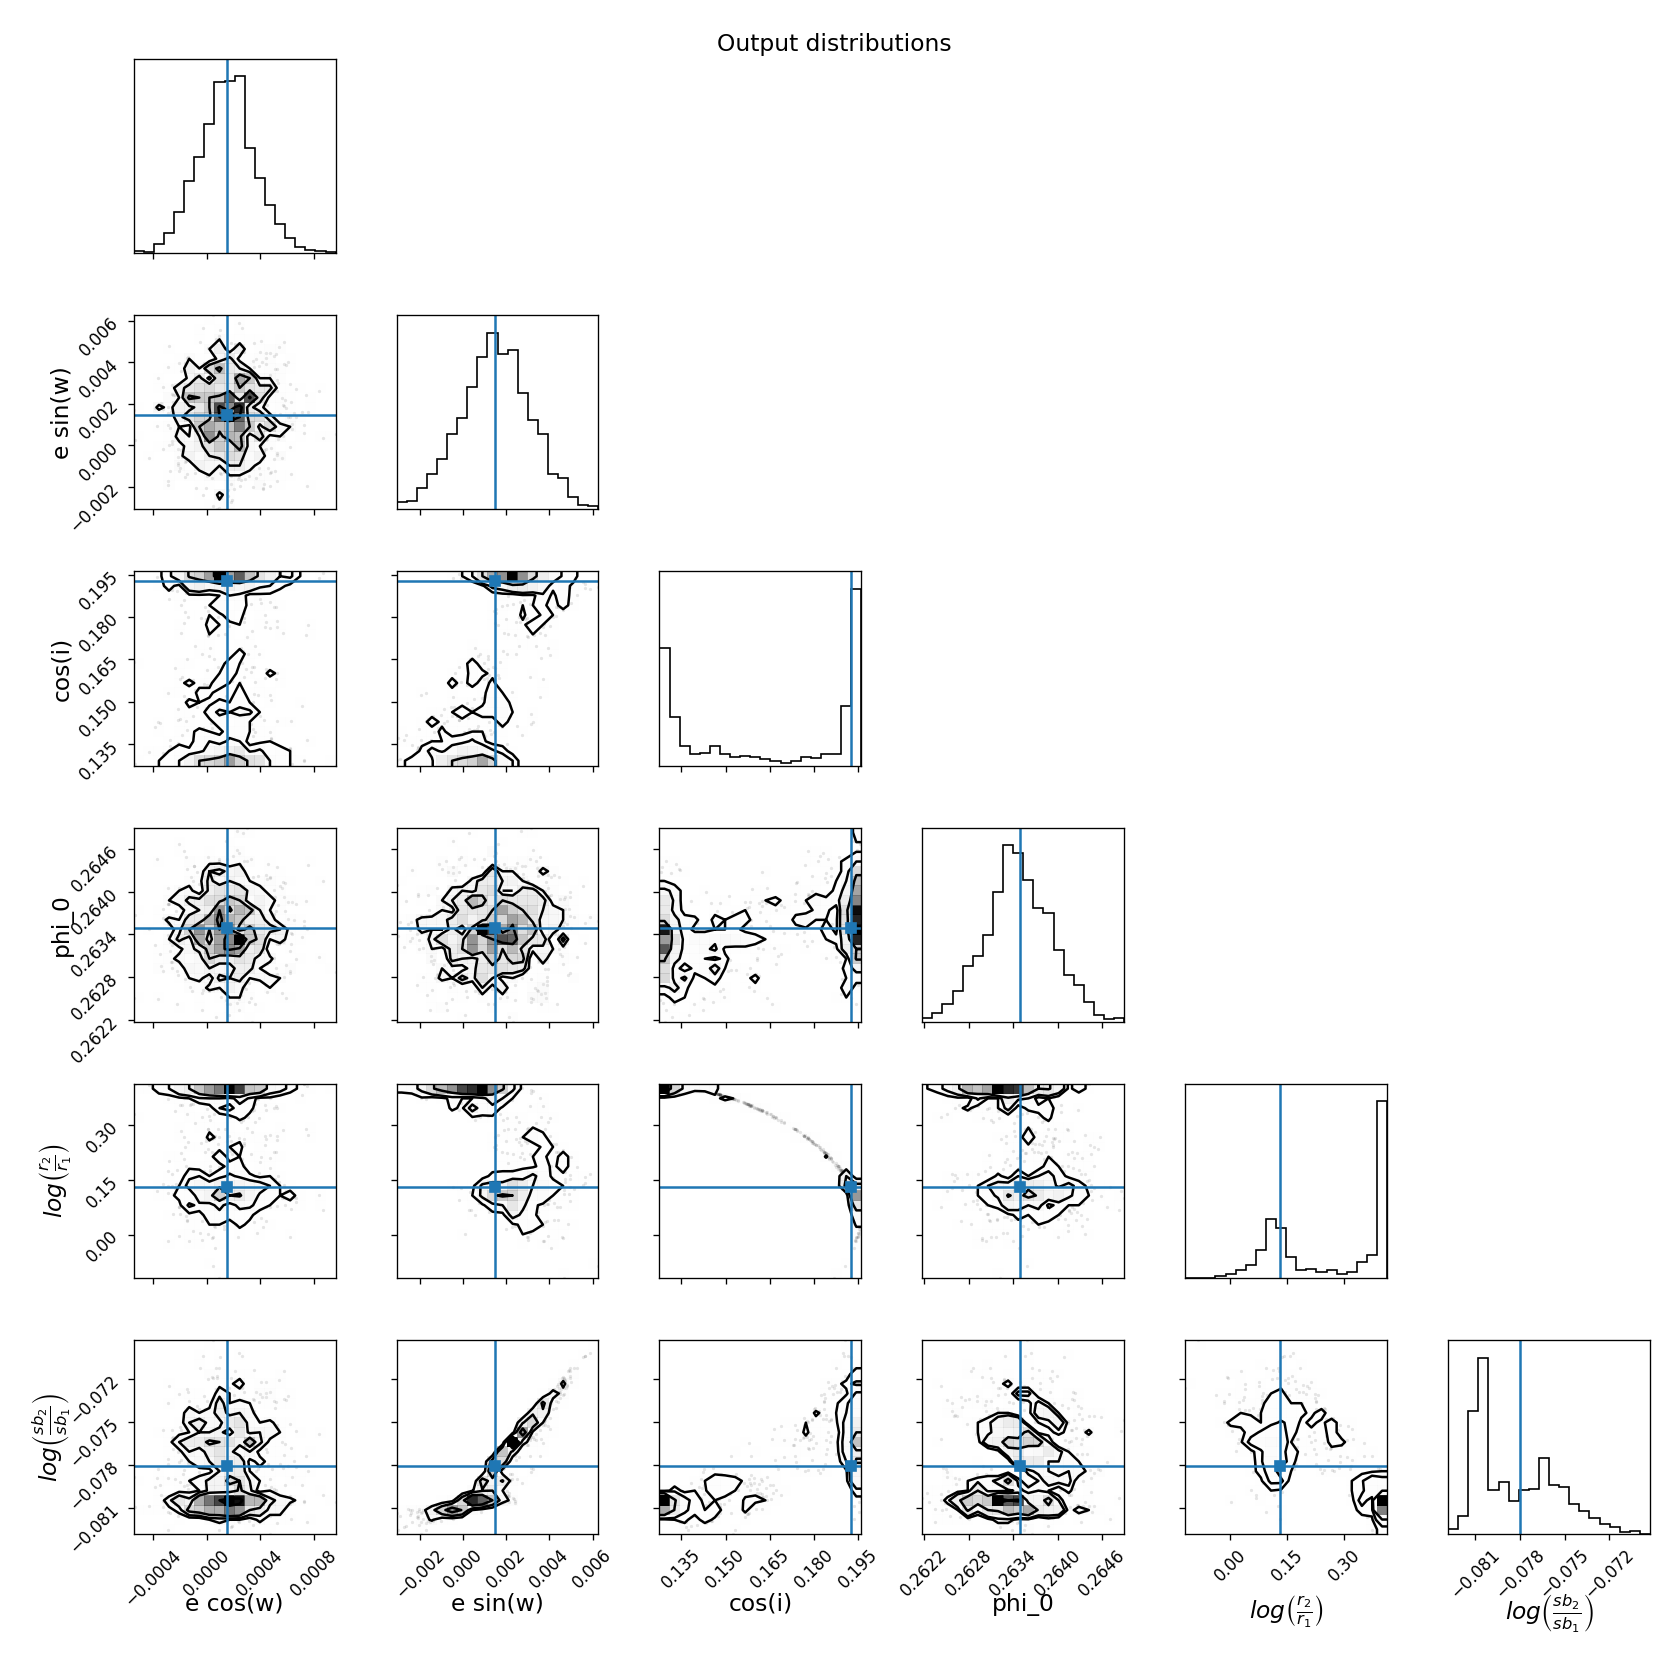 Output distributions
e sin(w)
0.006
0.004
0.002
0.000
−0.002
cos(i)
0.195
0.180
0.165
0.150
0.135
phi_0
0.2646
0.2640
0.2634
0.2628
0.2622
log(r2/r1)
0.30
0.15
0.00
log(sb2/sb1)
−0.072
−0.075
−0.078
−0.081
−0.0004 0.0000 0.0004 0.0008
−0.002 0.000 0.002 0.004 0.006
0.135 0.150 0.165 0.180 0.195
0.2622 0.2628 0.2634 0.2640 0.2646
0.00 0.15 0.30
−0.081 −0.078 −0.075 −0.072
e cos(w) e sin(w) cos(i) phi_0 log(r2/r1) log(sb2/sb1)